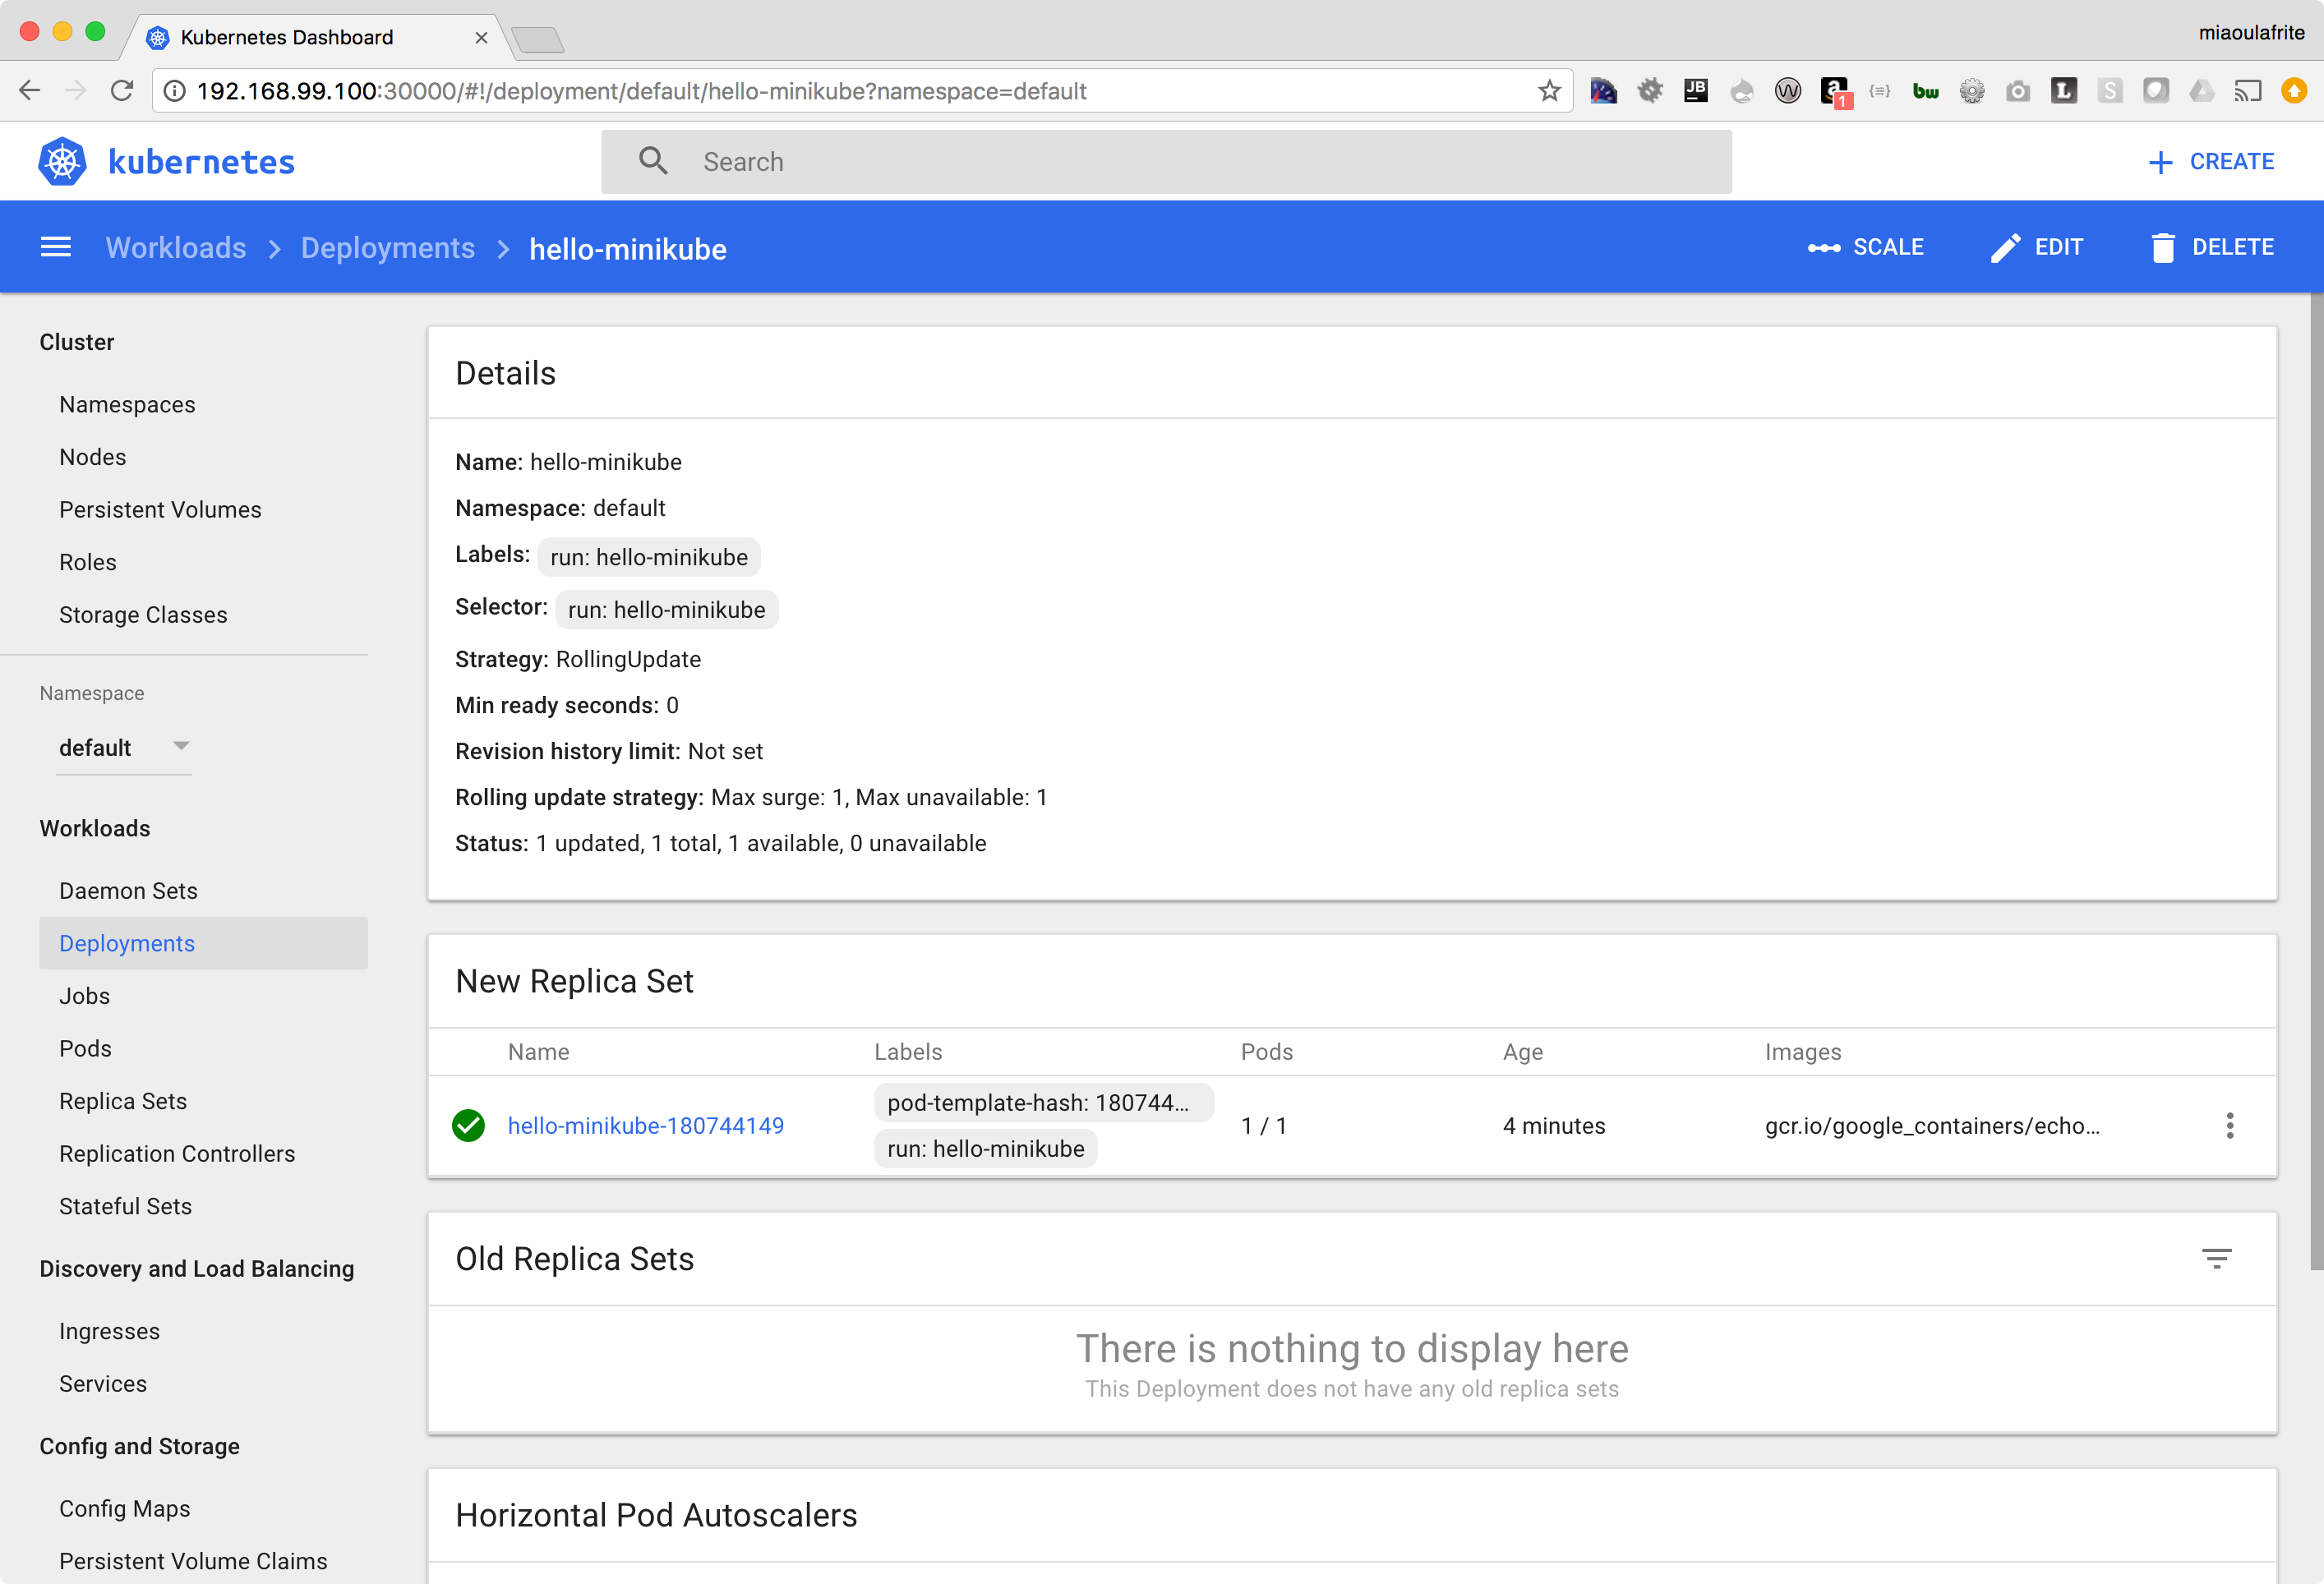 Kubernetes Dashboard
miaoulafrite
192.168.99.100:30000/#!/deployment/default/hello-minikube?namespace=default
JB
W
a
1
{≡}
bw
L
S
kubernetes
Search
CREATE
Workloads > Deployments > hello-minikube
SCALE
EDIT
DELETE
Cluster
Namespaces
Nodes
Persistent Volumes
Roles
Storage Classes
Namespace
default
Workloads
Daemon Sets
Deployments
Jobs
Pods
Replica Sets
Replication Controllers
Stateful Sets
Discovery and Load Balancing
Ingresses
Services
Config and Storage
Config Maps
Persistent Volume Claims
Details
Name: hello-minikube
Namespace: default
Labels: run: hello-minikube
Selector: run: hello-minikube
Strategy: RollingUpdate
Min ready seconds: 0
Revision history limit: Not set
Rolling update strategy: Max surge: 1, Max unavailable: 1
Status: 1 updated, 1 total, 1 available, 0 unavailable
New Replica Set
Name Labels Pods Age Images
hello-minikube-180744149
pod-template-hash: 180744...
run: hello-minikube
1 / 1
4 minutes
gcr.io/google_containers/echo...
Old Replica Sets
There is nothing to display here
This Deployment does not have any old replica sets
Horizontal Pod Autoscalers